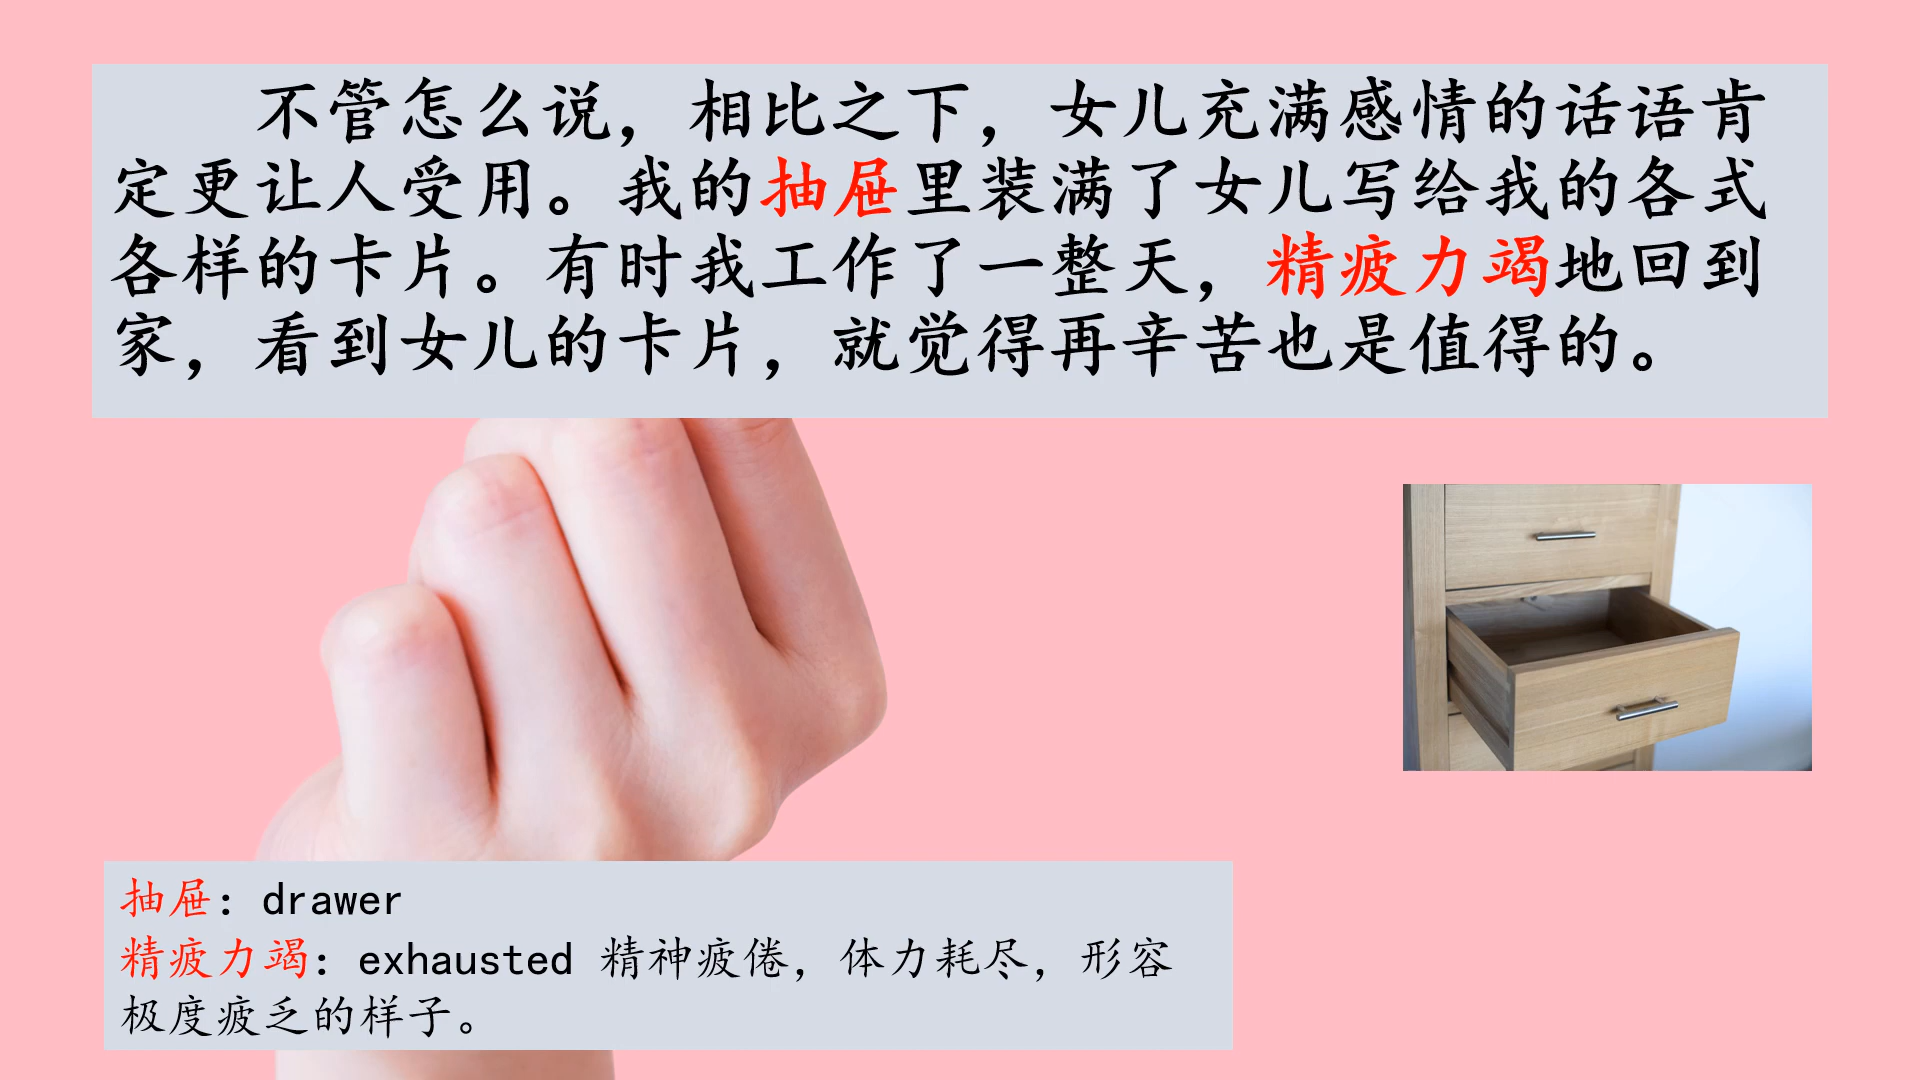 不管怎么说，相比之下，女儿充满感情的话语肯
定更让人受用。我的抽屉里装满了女儿写给我的各式
各样的卡片。有时我工作了一整天，精疲力竭地回到
家，看到女儿的卡片，就觉得再辛苦也是值得的。
抽屉：drawer
精疲力竭：exhausted 精神疲倦，体力耗尽，形容
极度疲乏的样子。